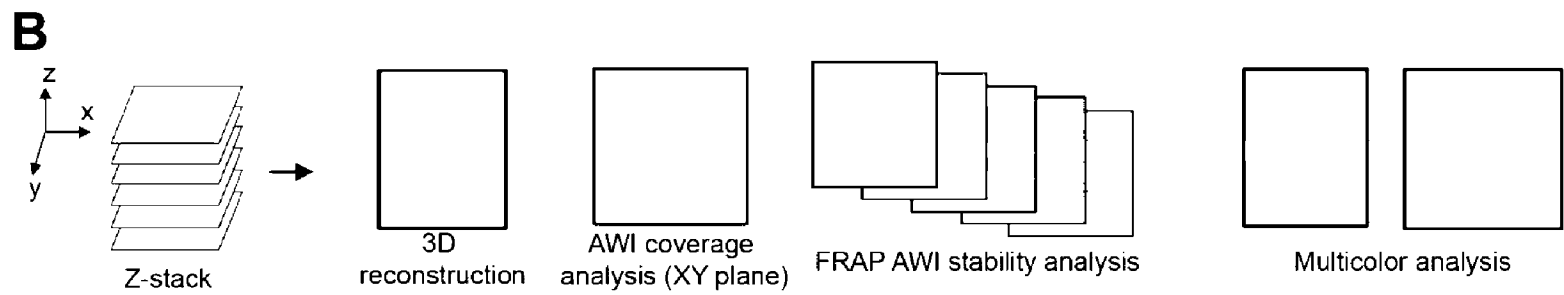 B
z
x
y
Z-stack
3D
reconstruction
AWI coverage
analysis (XY plane)
FRAP AWI stability analysis
Multicolor analysis